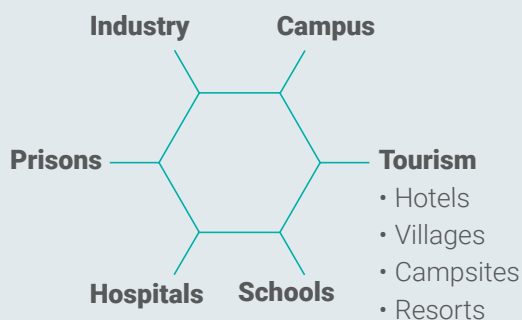 Industry
Campus
Prisons
Tourism
• Hotels
• Villages
• Campsites
• Resorts
Hospitals
Schools